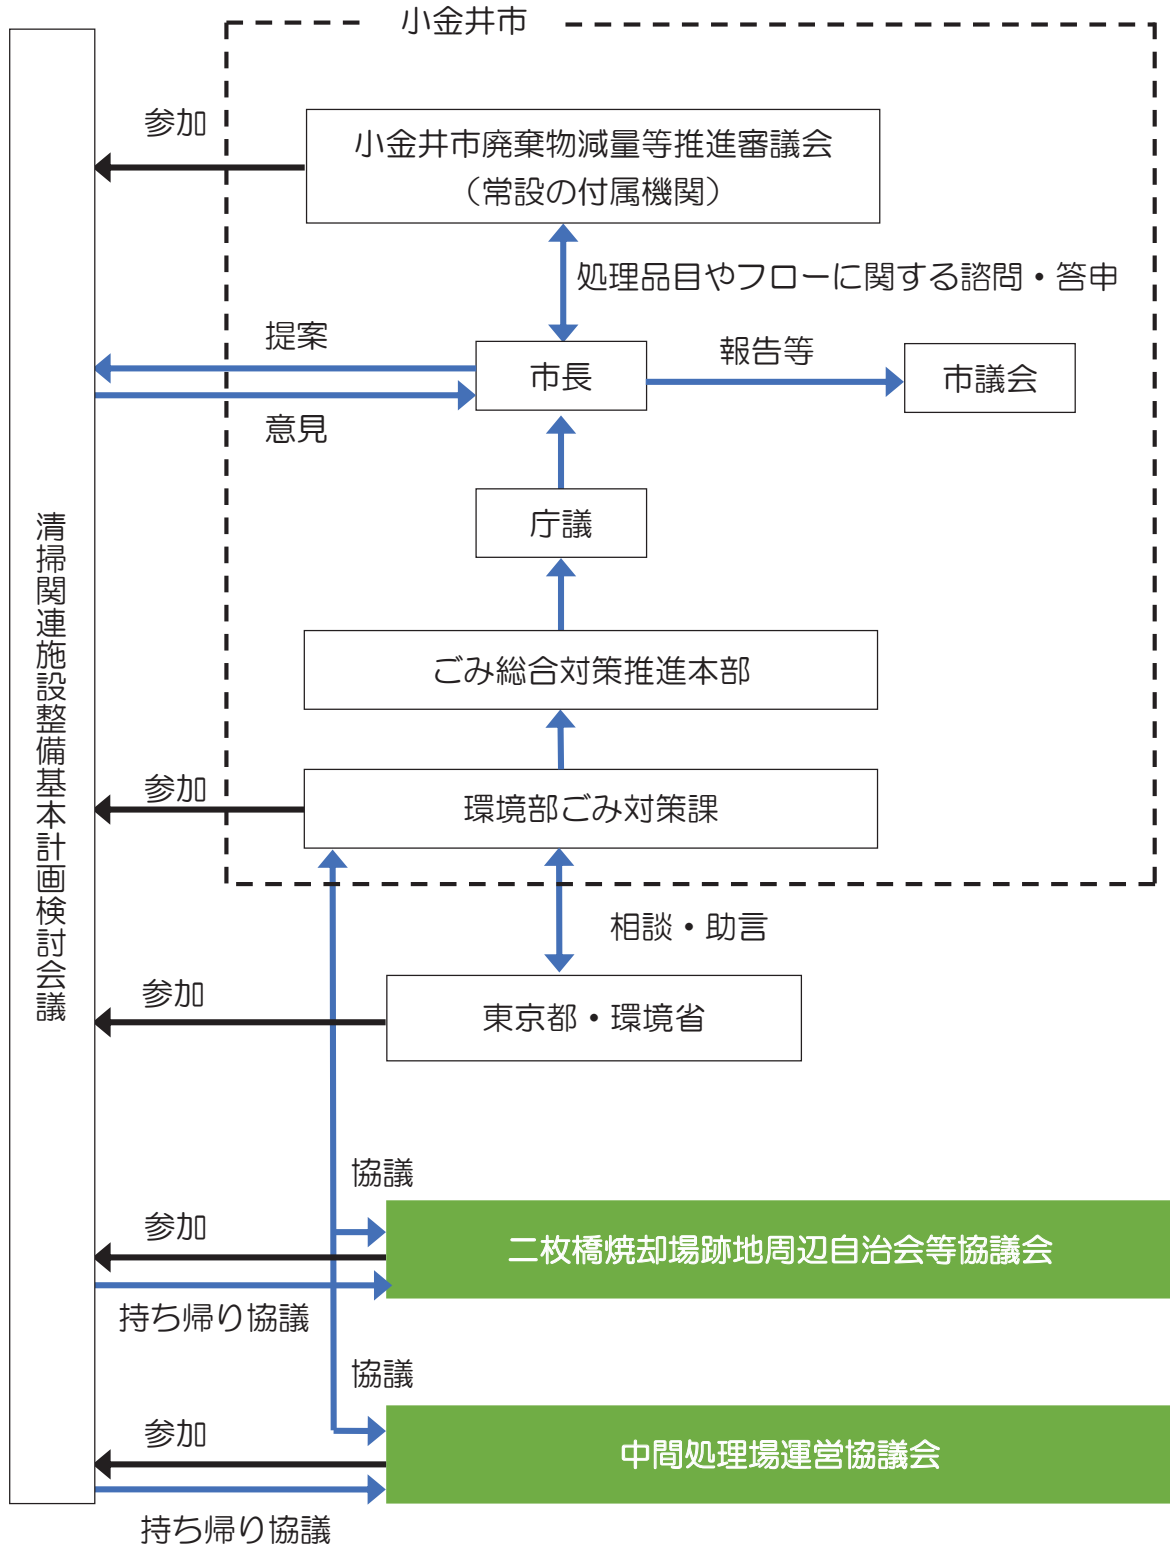 小金井市
参加
小金井市廃棄物減量等推進審議会
（常設の付属機関）
処理品目やフローに関する諮問・答申
提案
市長
報告等
市議会
意見
庁議
清掃関連施設整備基本計画検討会議
ごみ総合対策推進本部
参加
環境部ごみ対策課
相談・助言
参加
東京都・環境省
協議
参加
二枚橋焼却場跡地周辺自治会等協議会
持ち帰り協議
協議
参加
中間処理場運営協議会
持ち帰り協議